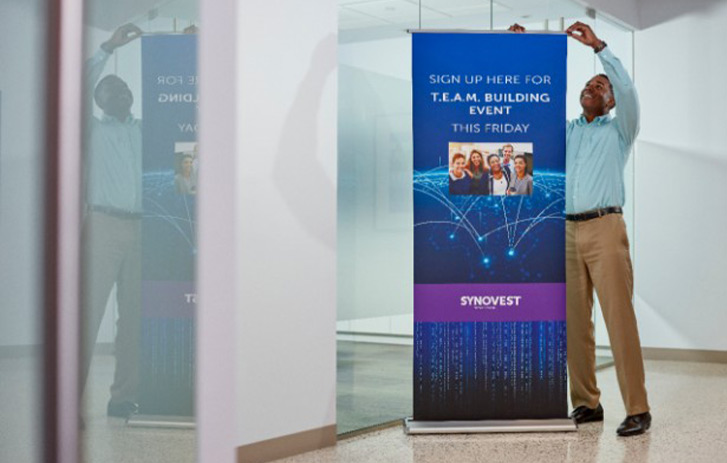 SIGN UP HERE FOR
T.E.A.M. BUILDING
EVENT
THIS FRIDAY
SYNOVEST